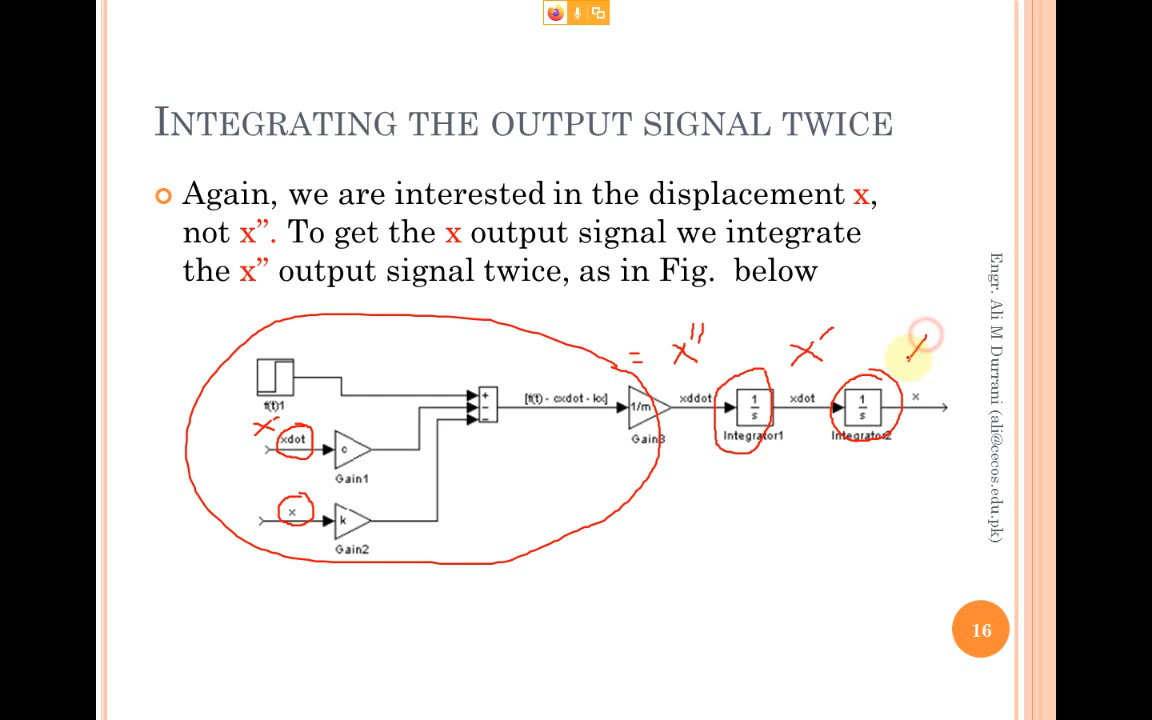 INTEGRATING THE OUTPUT SIGNAL TWICE
Again, we are interested in the displacement x,
not x”. To get the x output signal we integrate
the x” output signal twice, as in Fig. below
= x" x'
f(t)1
x'
xdot
c
Gain1
x
k
Gain2
+
−
−
[f(t) - cxdot - kx]
1/m
Gain3
xddot
1
s
Integrator1
xdot
1
s
Integrator2
x
Engr. Ali M Durrani (ali@cecos.edu.pk)
16